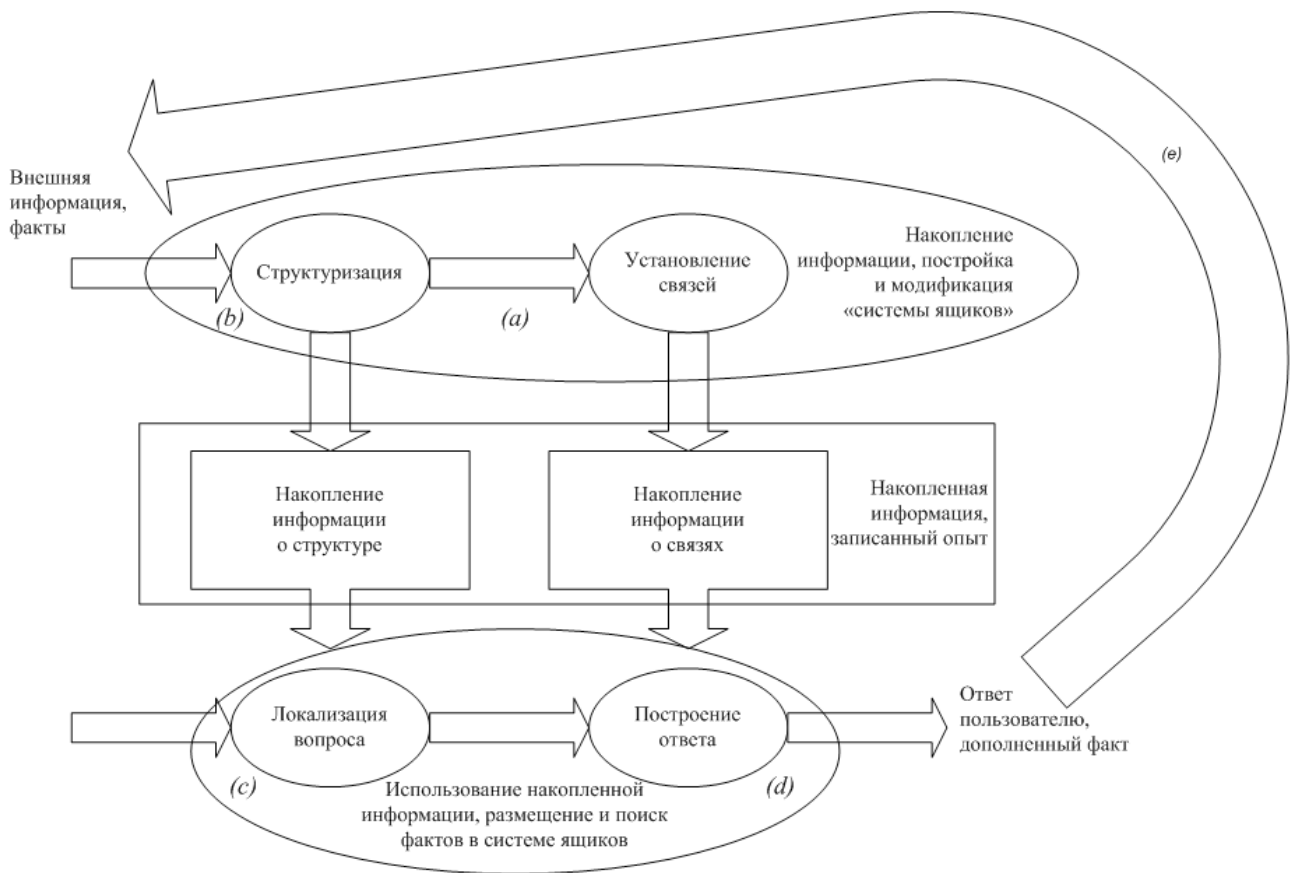 (e)
Внешняя
информация,
факты
Структуризация
Установление
связей
Накопление
информации, постройка
и модификация
«системы ящиков»
(b)
(a)
Накопление
информации
о структуре
Накопление
информации
о связях
Накопленная
информация,
записанный опыт
Локализация
вопроса
Построение
ответа
Ответ
пользователю,
дополненный факт
(c)
(d)
Использование накопленной
информации, размещение и поиск
фактов в системе ящиков